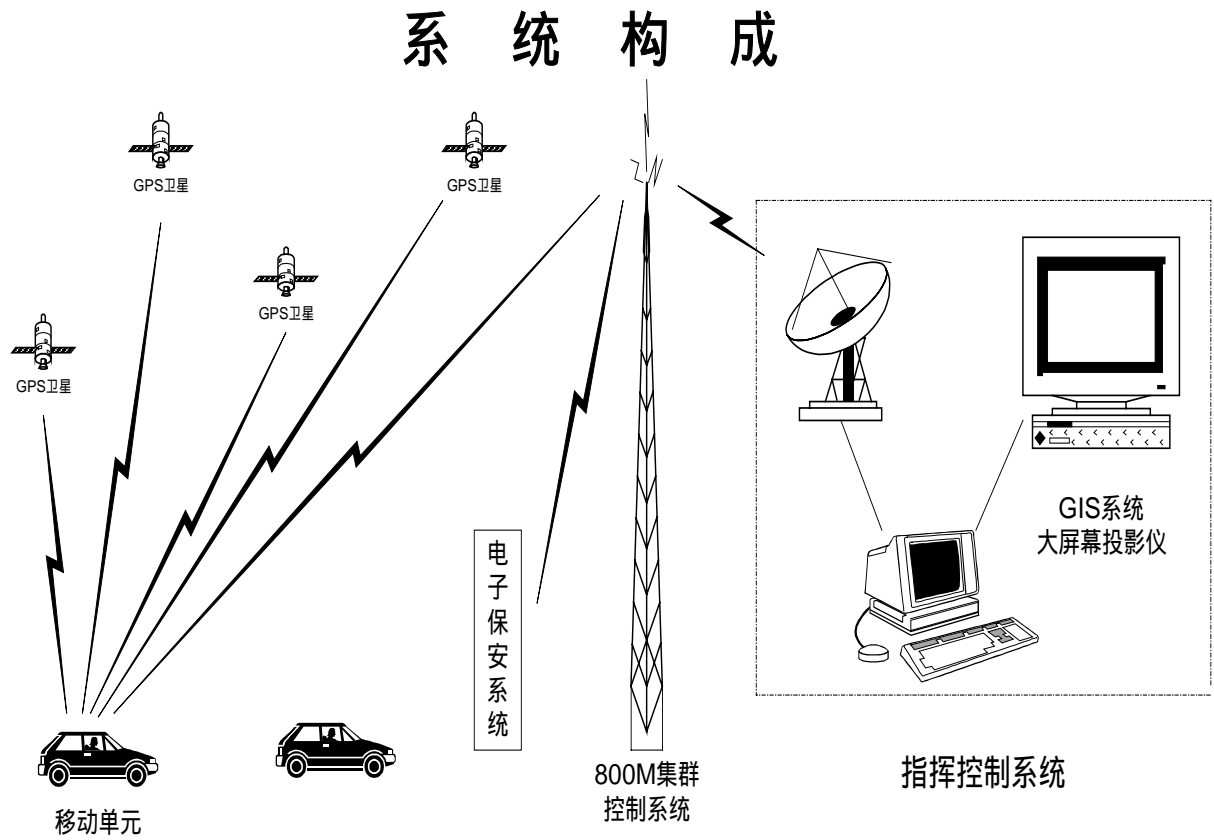 系 统 构 成
GPS卫星
GPS卫星
GPS卫星
GPS卫星
电子保安系统
GIS系统
大屏幕投影仪
800M集群
控制系统
指挥控制系统
移动单元